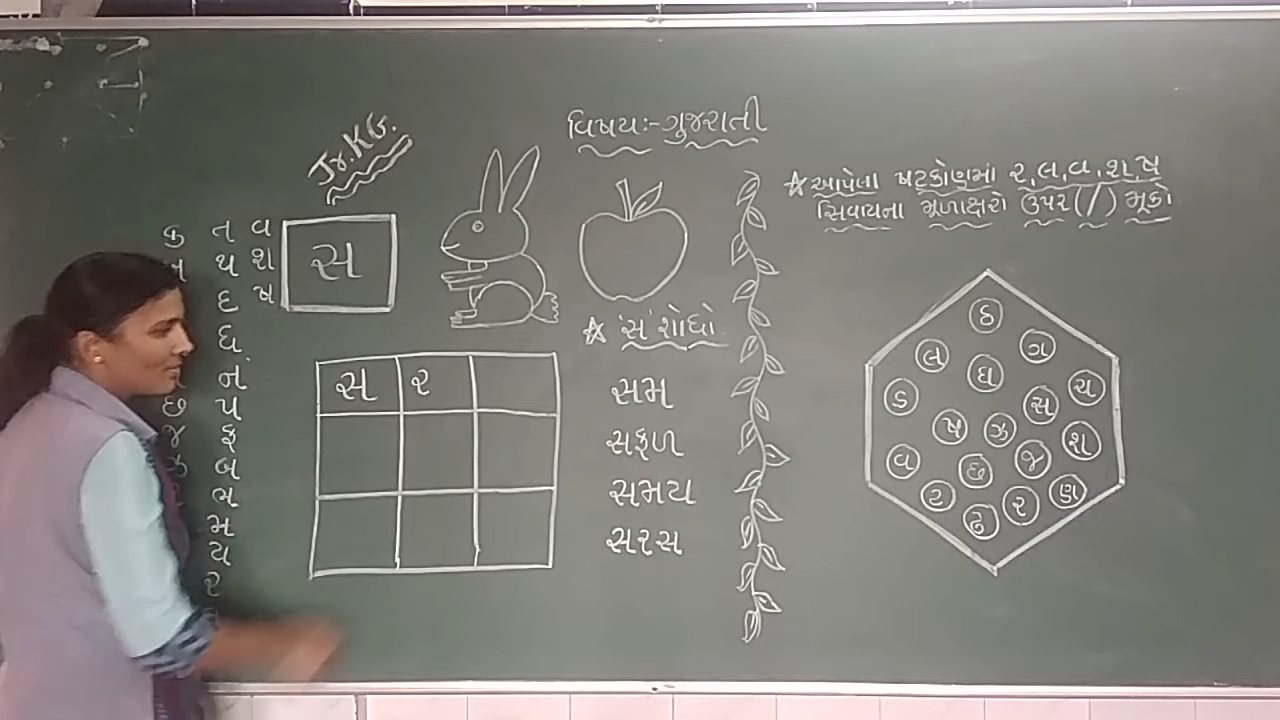 Jr.KG.
વિષય:-ગુજરાતી
★ આપેલા ષટ્કોણમાં ર,લ,વ,શ,ષ
સિવાયના મૂળાક્ષરો ઉપર(/) મૂકો
ક ત વ
થ શ
દ ષ
ધ
ન
છ પ
જ ફ
ઝ બ
ભ
મ
ય
ર
સ
સ ર
★ 'સ' શોધો
સમ
સફળ
સમય
સરસ
ઠ
લ ઘ ગ
ડ સ ચ
ષ ઝ શ
વ છ જ
ટ ઢ ર ણ